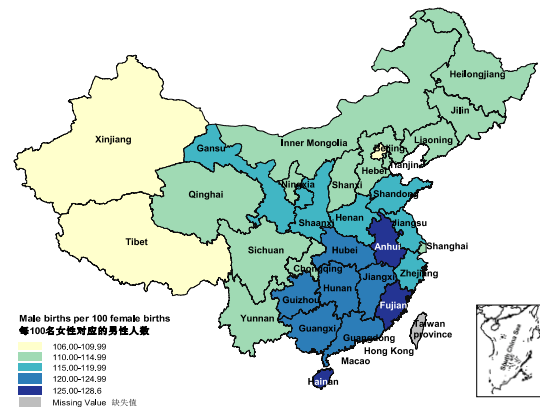 Heilongjiang
Jilin
Liaoning
Inner Mongolia
Beijing
Tianjin
Hebei
Xinjiang
Gansu
Ningxia
Shanxi
Shandong
Qinghai
Shaanxi
Henan
Jiangsu
Tibet
Sichuan
Hubei
Anhui
Shanghai
Chongqing
Zhejiang
Hunan
Jiangxi
Guizhou
Fujian
Yunnan
Guangxi
Guangdong
Taiwan
province
Hong Kong
Macao
Hainan
South China Sea
Male births per 100 female births
每100名女性对应的男性人数
106.00-109.99
110.00-114.99
115.00-119.99
120.00-124.99
125.00-128.6
Missing Value 缺失值